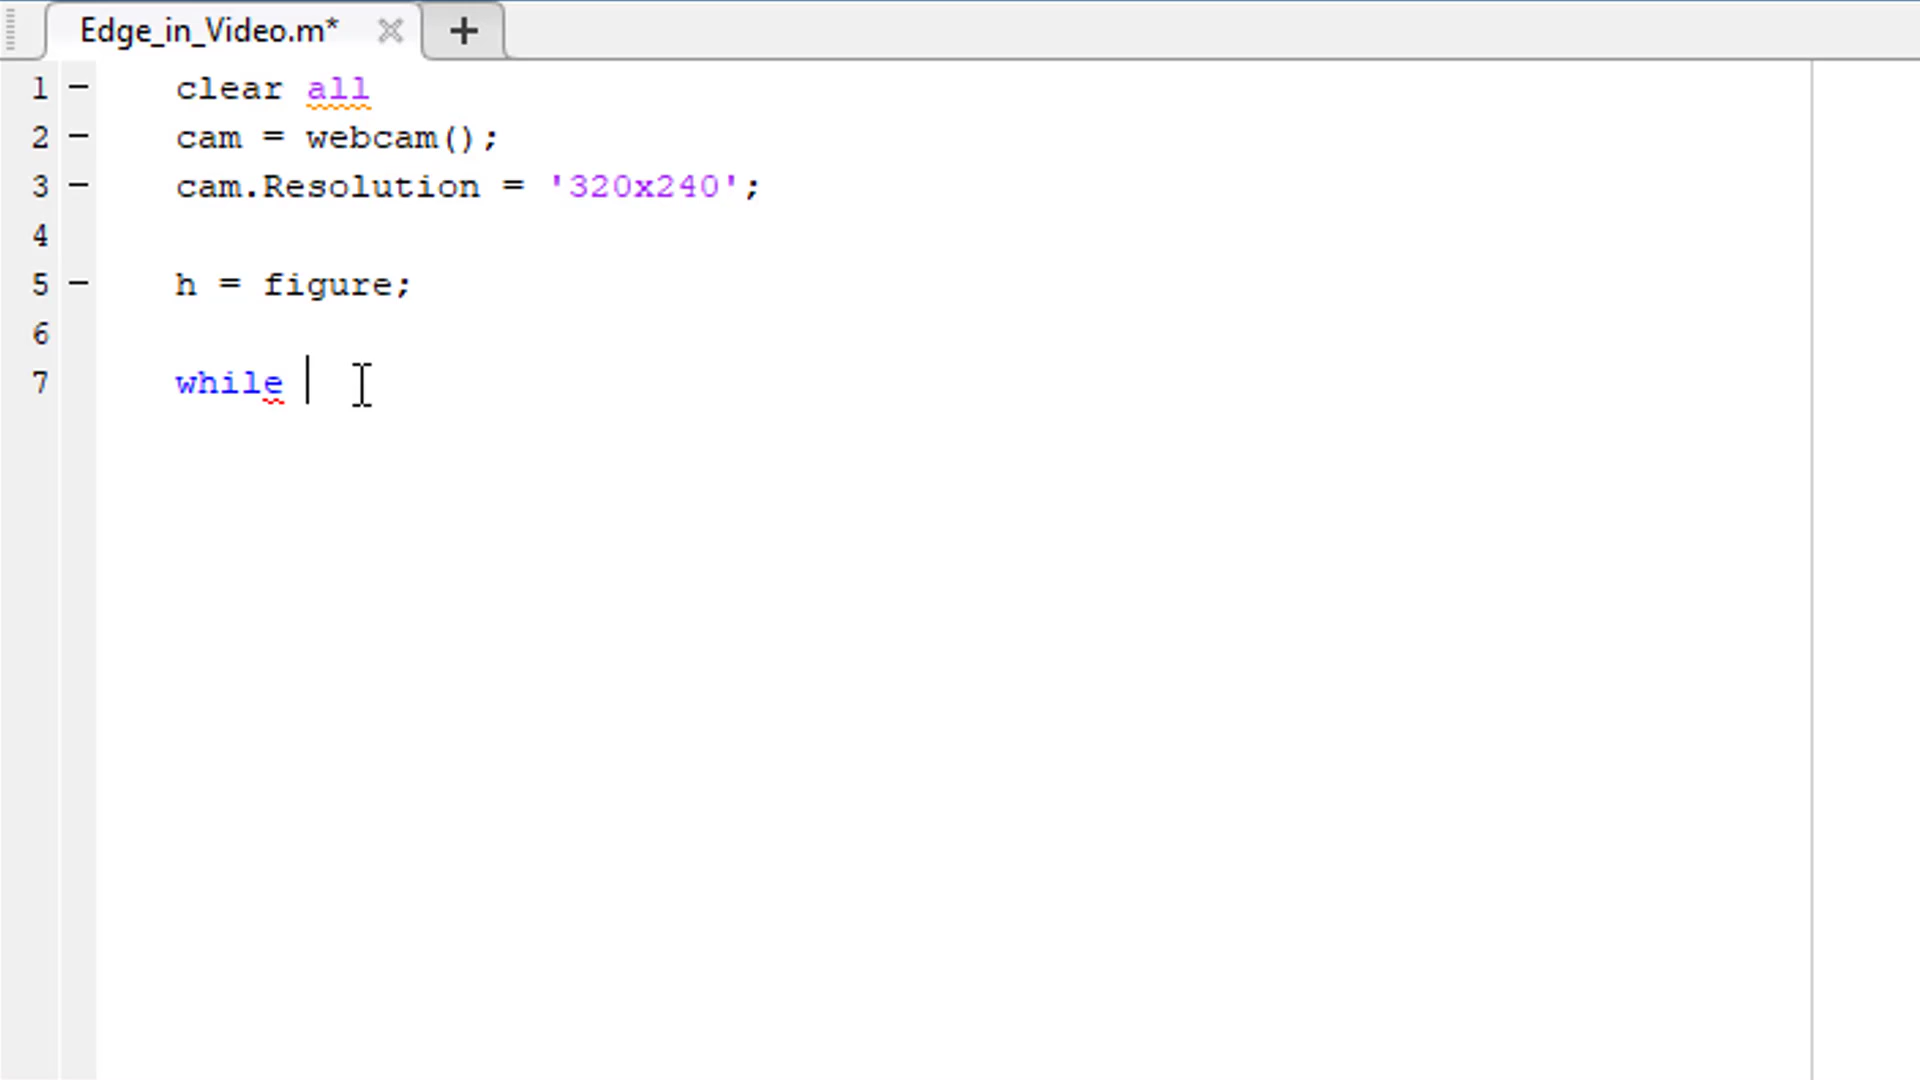 Edge_in_Video.m*
1 clear all
2 cam = webcam();
3 cam.Resolution = '320x240';
4
5 h = figure;
6
7 while